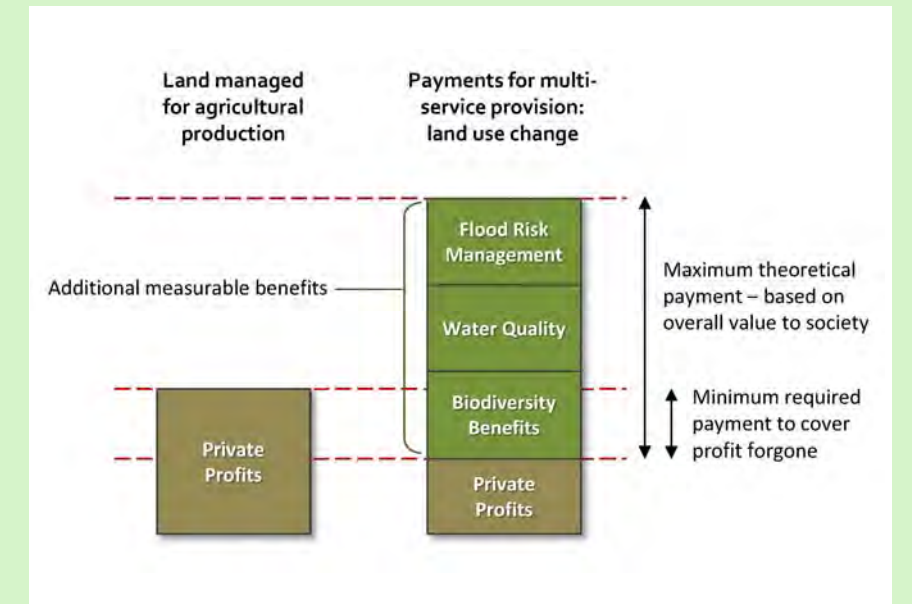 Land managed
for agricultural
production
Payments for multi-
service provision:
land use change
Additional measurable benefits
Private
Profits
Flood Risk
Management
Water Quality
Biodiversity
Benefits
Private
Profits
Maximum theoretical
payment – based on
overall value to society
Minimum required
payment to cover
profit forgone